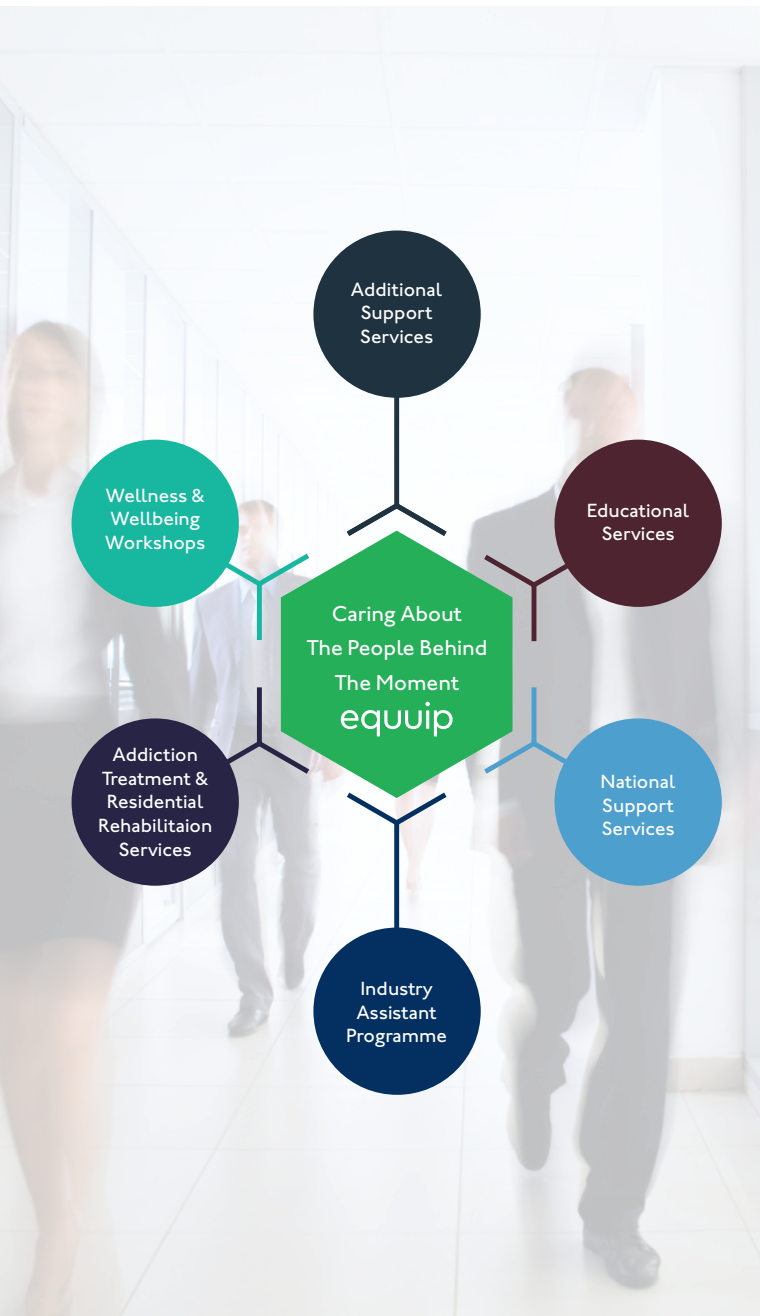 Additional
Support
Services
Wellness &
Wellbeing
Workshops
Educational
Services
Caring About
The People Behind
The Moment
equuip
Addiction
Treatment &
Residential
Rehabilitaion
Services
National
Support
Services
Industry
Assistant
Programme